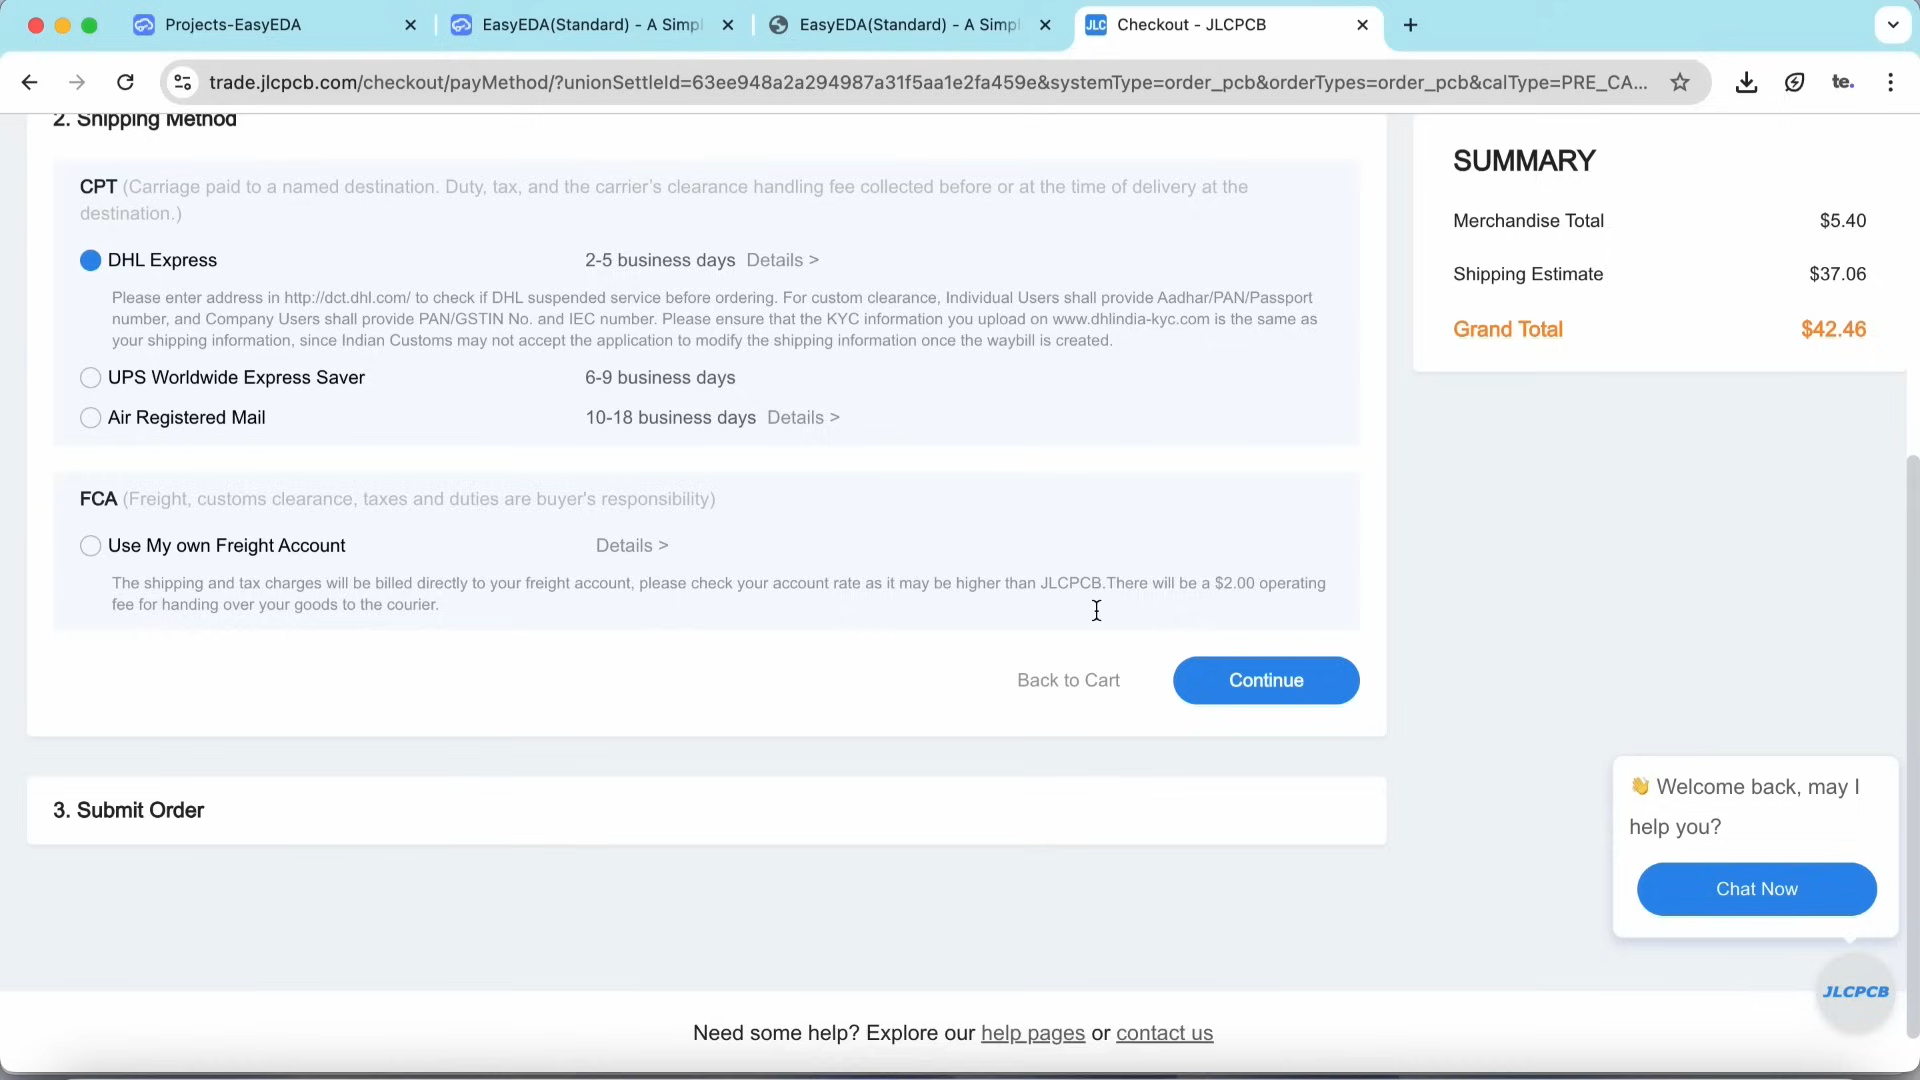 Projects-EasyEDA
EasyEDA(Standard) - A Simpl
EasyEDA(Standard) - A Simpl
JLC Checkout - JLCPCB
trade.jlcpcb.com/checkout/payMethod/?unionSettleId=63ee948a2a294987a31f5aa1e2fa459e&systemType=order_pcb&orderTypes=order_pcb&calType=PRE_CA...
te.
2. Shipping Method
CPT (Carriage paid to a named destination. Duty, tax, and the carrier's clearance handling fee collected before or at the time of delivery at the
destination.)
DHL Express 2-5 business days Details >
Please enter address in http://dct.dhl.com/ to check if DHL suspended service before ordering. For custom clearance, Individual Users shall provide Aadhar/PAN/Passport
number, and Company Users shall provide PAN/GSTIN No. and IEC number. Please ensure that the KYC information you upload on www.dhlindia-kyc.com is the same as
your shipping information, since Indian Customs may not accept the application to modify the shipping information once the waybill is created.
UPS Worldwide Express Saver 6-9 business days
Air Registered Mail 10-18 business days Details >
FCA (Freight, customs clearance, taxes and duties are buyer's responsibility)
Use My own Freight Account Details >
The shipping and tax charges will be billed directly to your freight account, please check your account rate as it may be higher than JLCPCB.There will be a $2.00 operating
fee for handing over your goods to the courier.
Back to Cart Continue
3. Submit Order
SUMMARY
Merchandise Total $5.40
Shipping Estimate $37.06
Grand Total $42.46
👋 Welcome back, may I
help you?
Chat Now
JLCPCB
Need some help? Explore our help pages or contact us